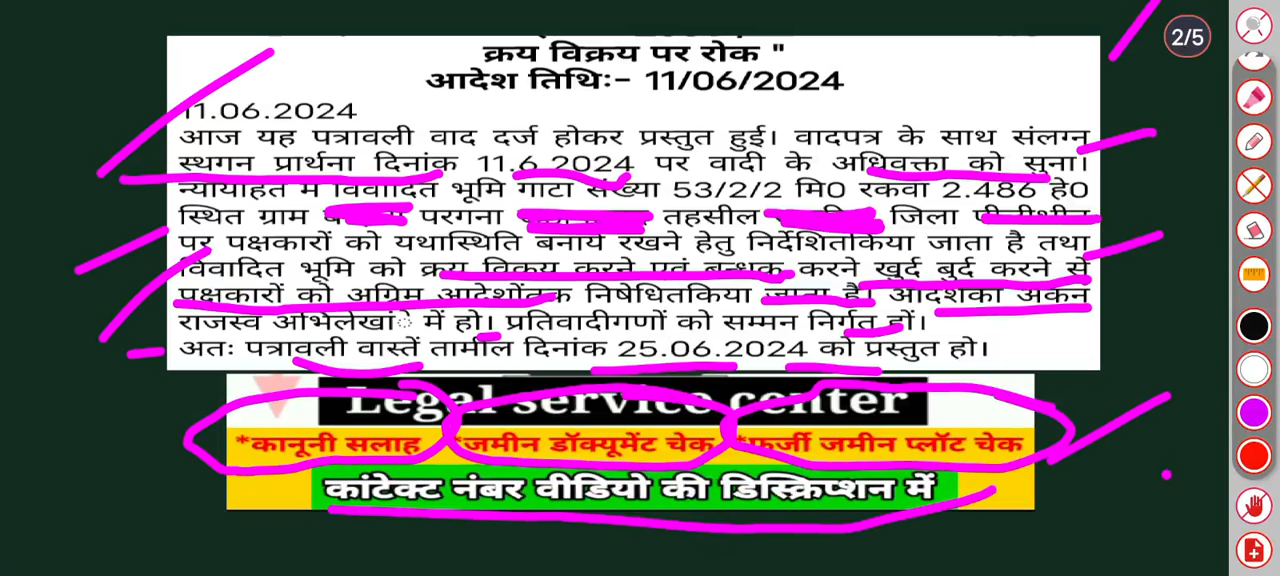 2/5
क्रय विक्रय पर रोक "
आदेश तिथिः- 11/06/2024
11.06.2024
आज यह पत्रावली वाद दर्ज होकर प्रस्तुत हुई। वादपत्र के साथ संलग्न
स्थगन प्रार्थना दिनांक 11.6.2024 पर वादी के अधिवक्ता को सुना।
न्यायहित में विवादित भूमि गाटा संख्या 53/2/2 मि0 रकवा 2.486 हे0
स्थित ग्राम परगना तहसील जिला
पर पक्षकारों को यथास्थिति बनाये रखने हेतु निर्देशितकिया जाता है तथा
विवादित भूमि को क्रय विक्रय करने एवं बन्धक करने खुर्द बुर्द करने से
पक्षकारों को अग्रिम आदेशोंतक निषेधितकिया जाता है। आदेशका अंकन
राजस्व अभिलेखांे में हो। प्रतिवादीगणों को सम्मन निर्गत हों।
अतः पत्रावली वास्तें तामील दिनांक 25.06.2024 को प्रस्तुत हो।
Legal service center
*कानूनी सलाह *जमीन डॉक्यूमेंट चेक *फर्जी जमीन प्लॉट चेक
कांटेक्ट नंबर वीडियो की डिस्क्रिप्शन में